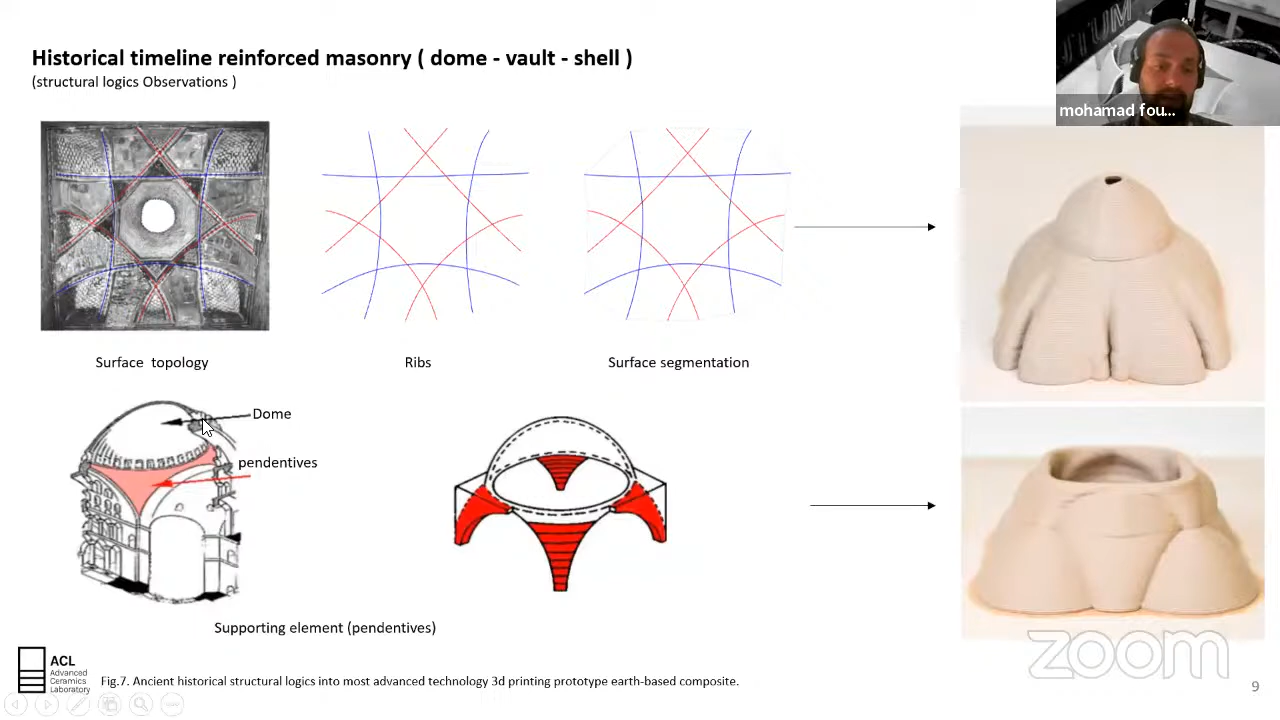 Historical timeline reinforced masonry ( dome - vault - shell )
(structural logics Observations )
mohamad fou...
Surface topology
Ribs
Surface segmentation
Dome
pendentives
Supporting element (pendentives)
ACL
Advanced
Ceramics
Laboratory
Fig.7. Ancient historical structural logics into most advanced technology 3d printing prototype earth-based composite.
zoom
9